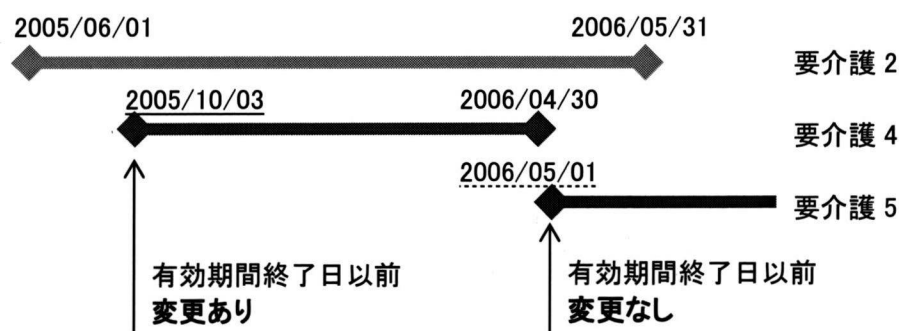 2005/06/01
2006/05/31
要介護 2
2005/10/03
2006/04/30
要介護 4
2006/05/01
要介護 5
有効期間終了日以前
変更あり
有効期間終了日以前
変更なし